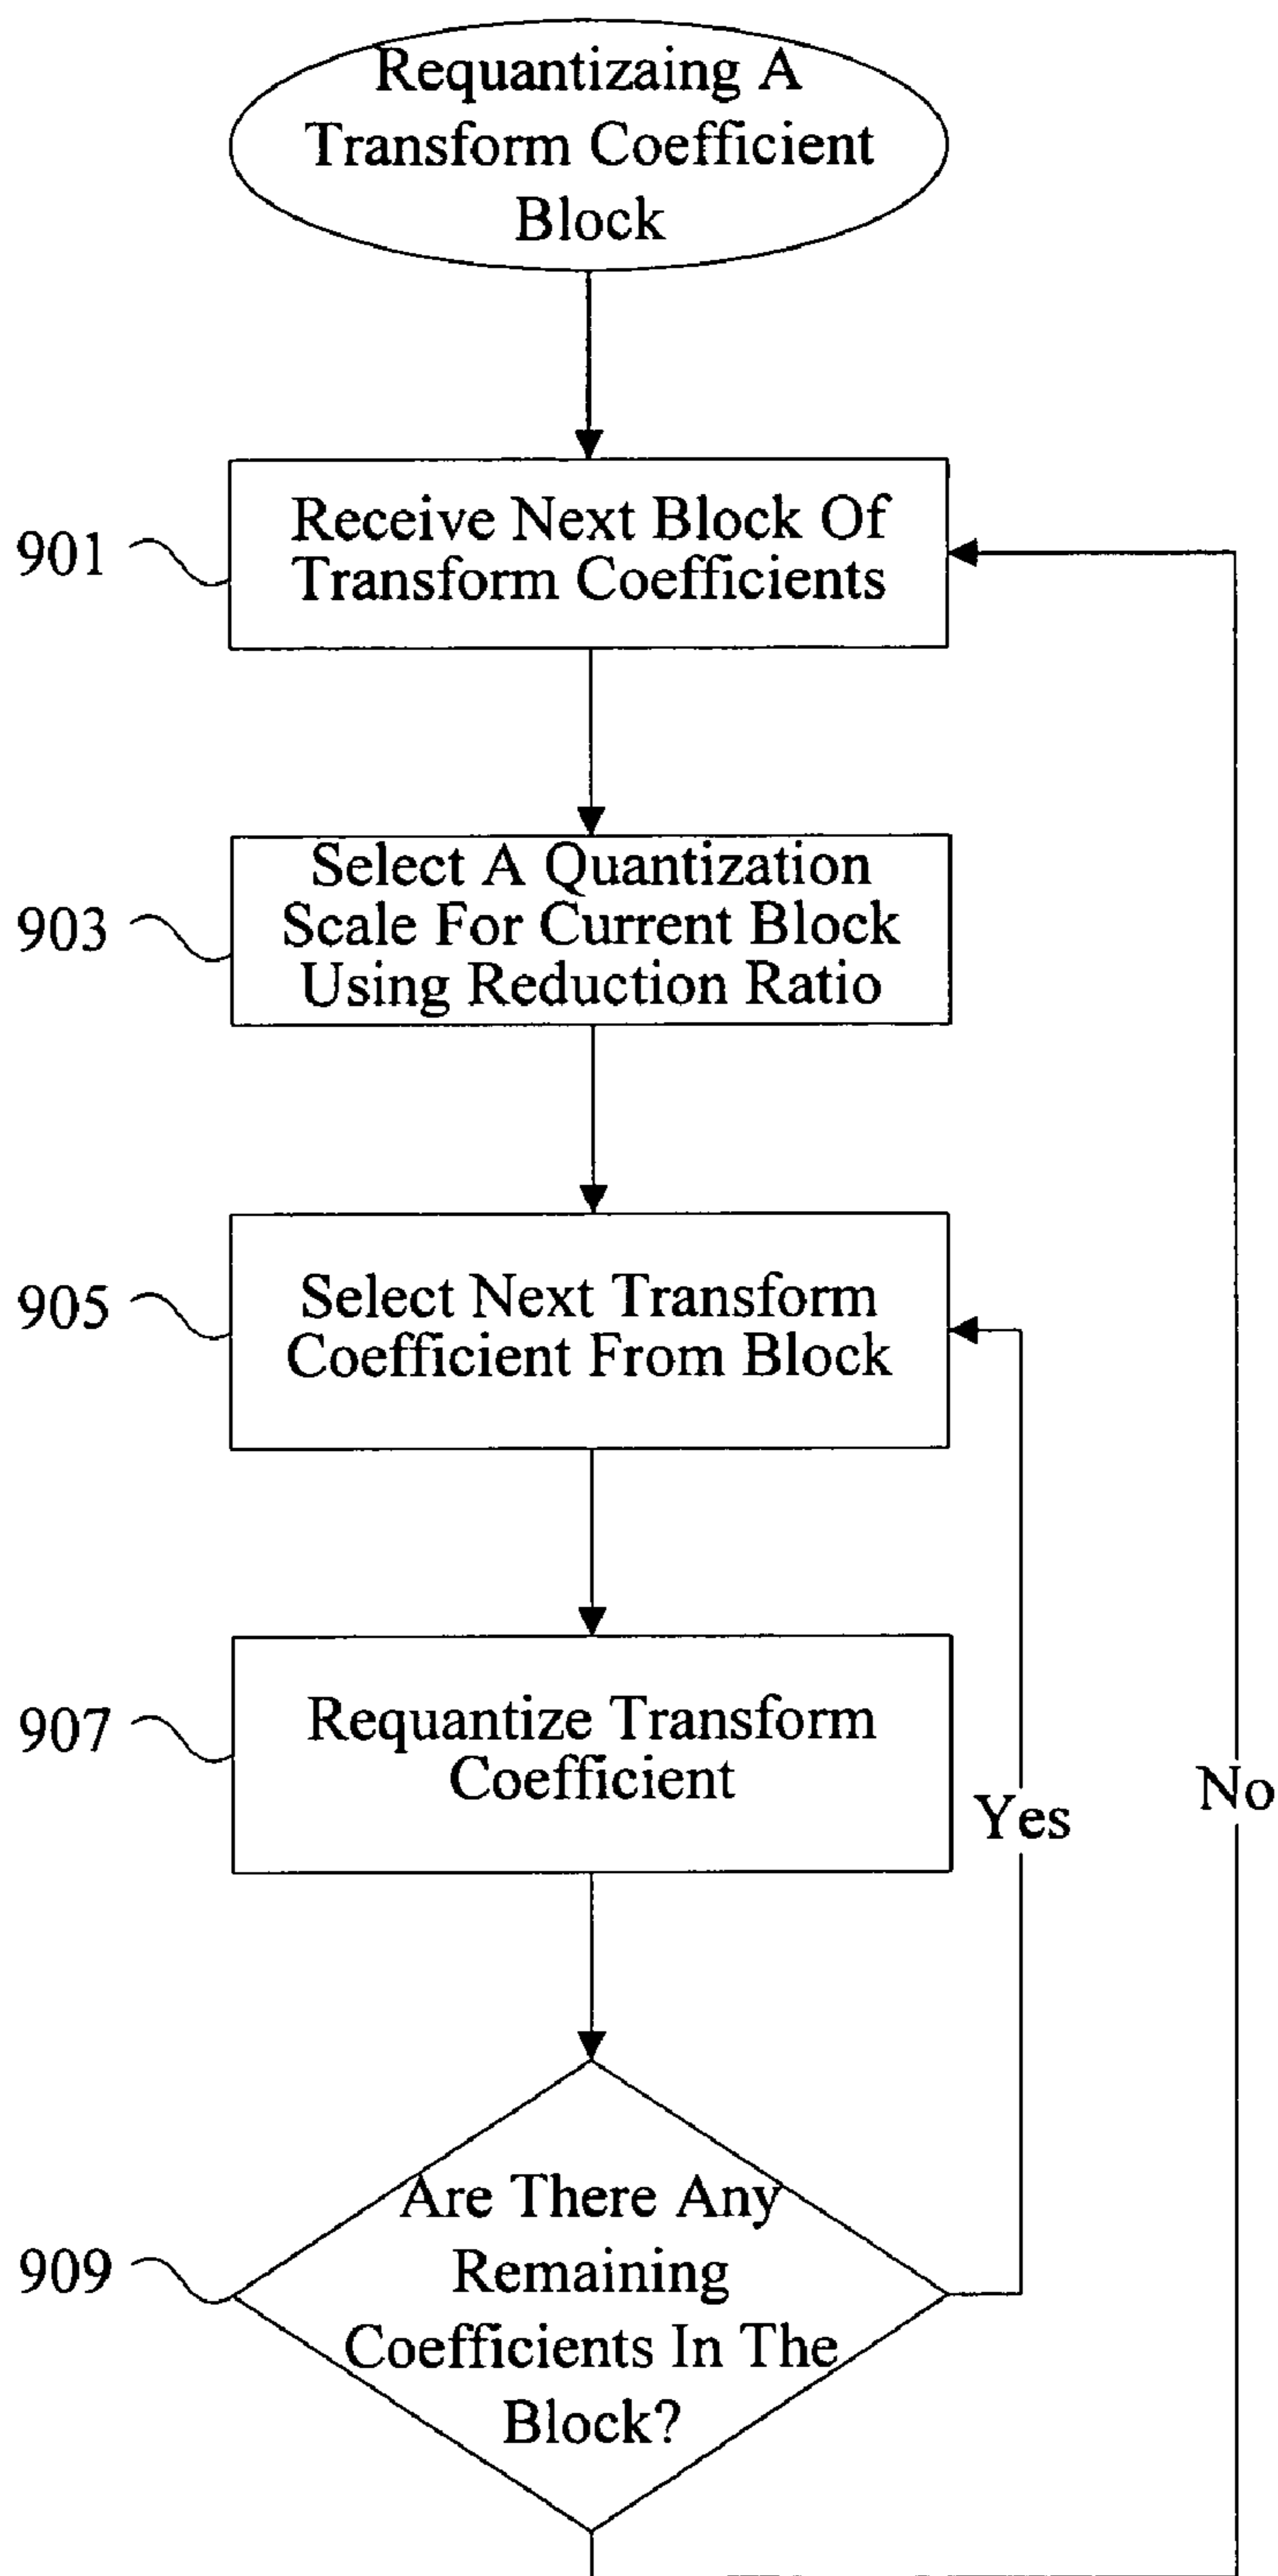 Requantizaing A
Transform Coefficient
Block
901
Receive Next Block Of
Transform Coefficients
903
Select A Quantization
Scale For Current Block
Using Reduction Ratio
905
Select Next Transform
Coefficient From Block
907
Requantize Transform
Coefficient
Yes
No
909
Are There Any
Remaining
Coefficients In The
Block?